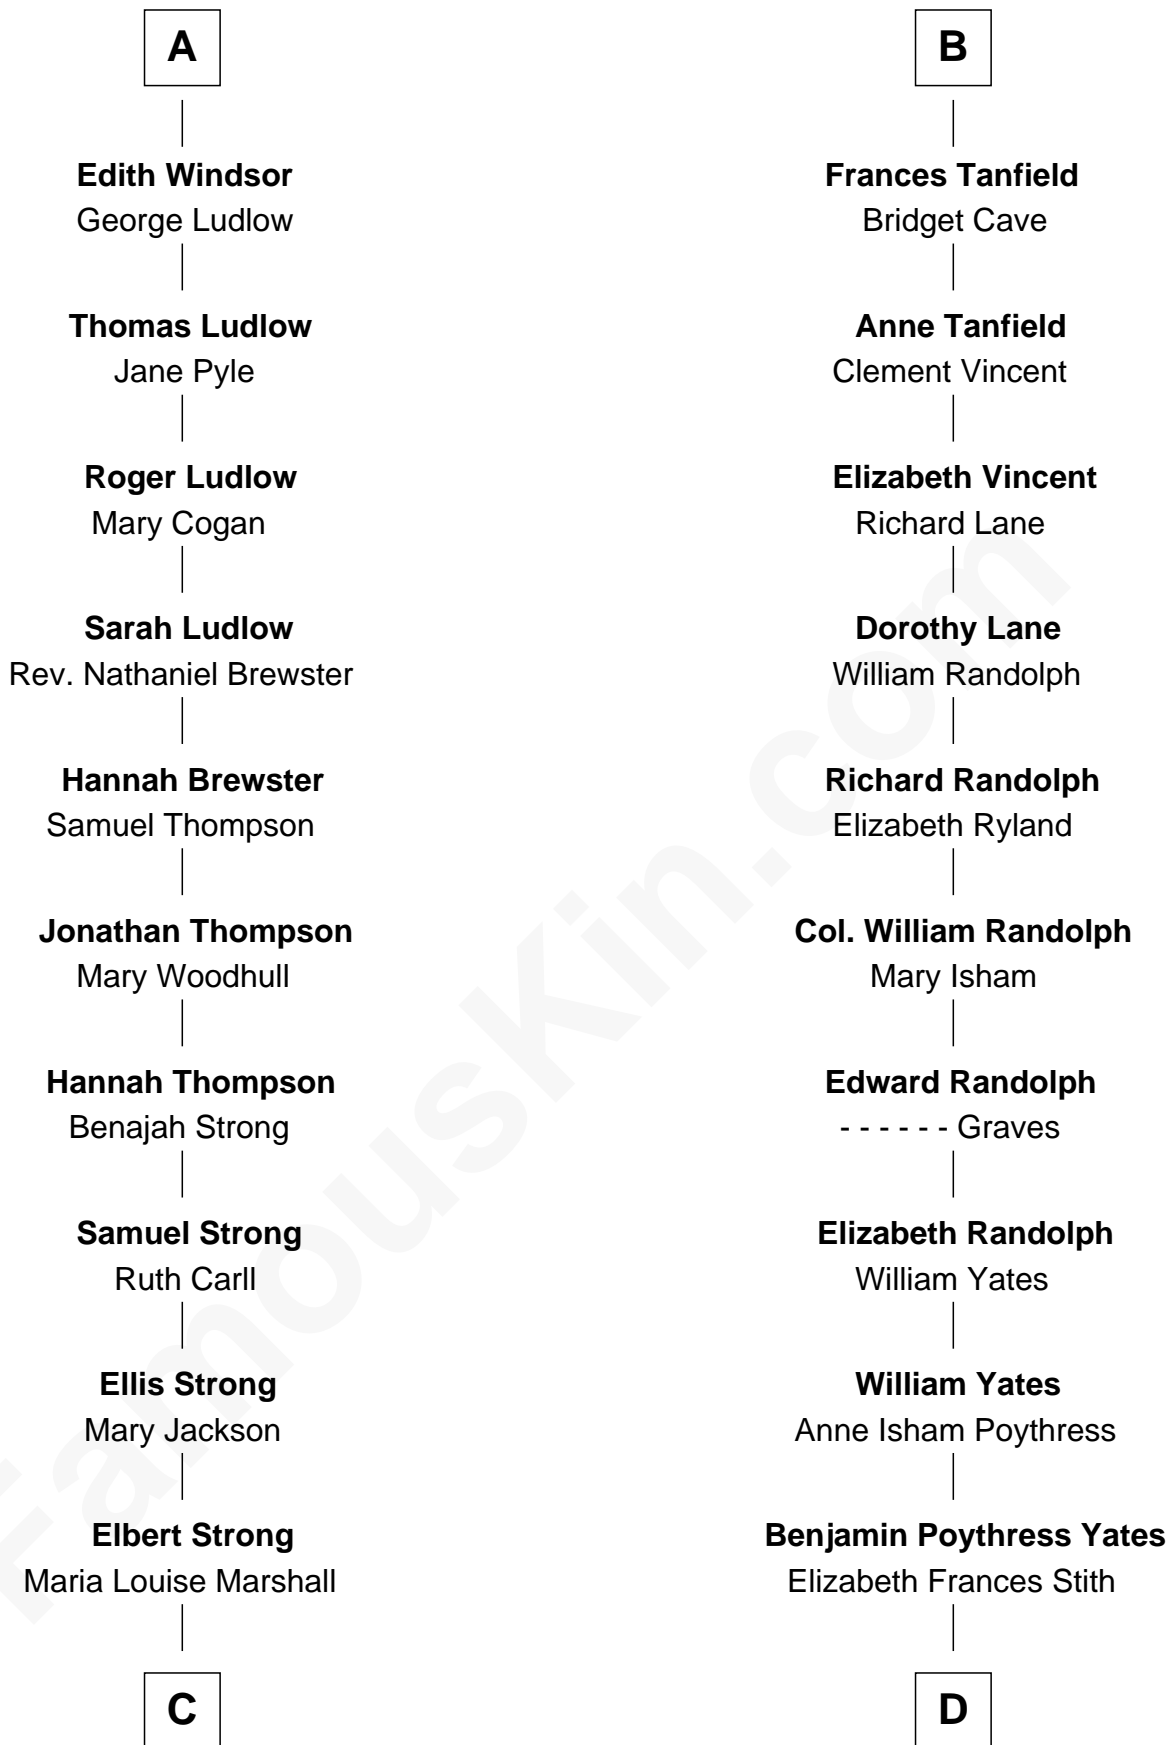 A
Edith Windsor
George Ludlow
Thomas Ludlow
Jane Pyle
Roger Ludlow
Mary Cogan
Sarah Ludlow
Rev. Nathaniel Brewster
Hannah Brewster
Samuel Thompson
Jonathan Thompson
Mary Woodhull
Hannah Thompson
Benajah Strong
Samuel Strong
Ruth Carll
Ellis Strong
Mary Jackson
Elbert Strong
Maria Louise Marshall
C
B
Frances Tanfield
Bridget Cave
Anne Tanfield
Clement Vincent
Elizabeth Vincent
Richard Lane
Dorothy Lane
William Randolph
Richard Randolph
Elizabeth Ryland
Col. William Randolph
Mary Isham
Edward Randolph
- - - - - - Graves
Elizabeth Randolph
William Yates
William Yates
Anne Isham Poythress
Benjamin Poythress Yates
Elizabeth Frances Stith
D
FamousKin.com